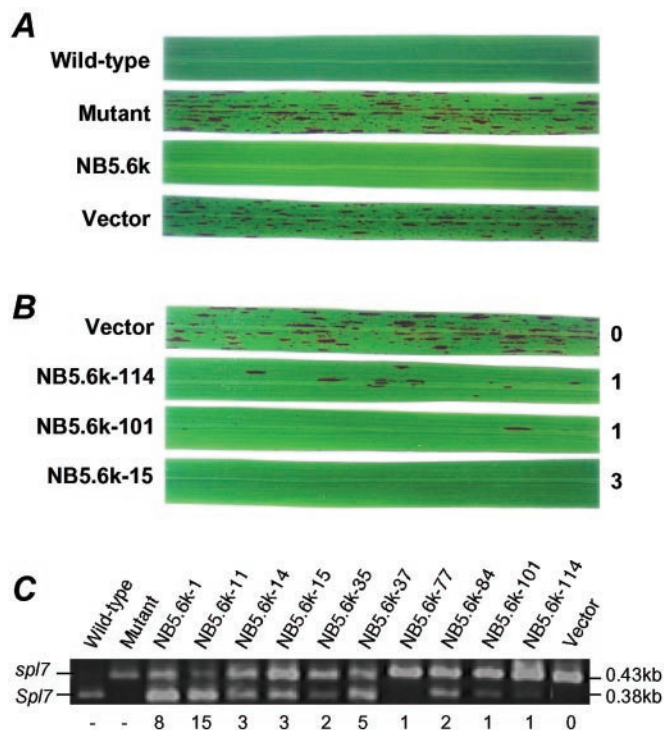 A
Wild-type
Mutant
NB5.6k
Vector
B
Vector 0
NB5.6k-114 1
NB5.6k-101 1
NB5.6k-15 3
C
Wild-type Mutant NB5.6k-1 NB5.6k-11 NB5.6k-14 NB5.6k-15 NB5.6k-35 NB5.6k-37 NB5.6k-77 NB5.6k-84 NB5.6k-101 NB5.6k-114 Vector
spl7 0.43kb
Spl7 0.38kb
- - 8 15 3 3 2 5 1 2 1 1 0